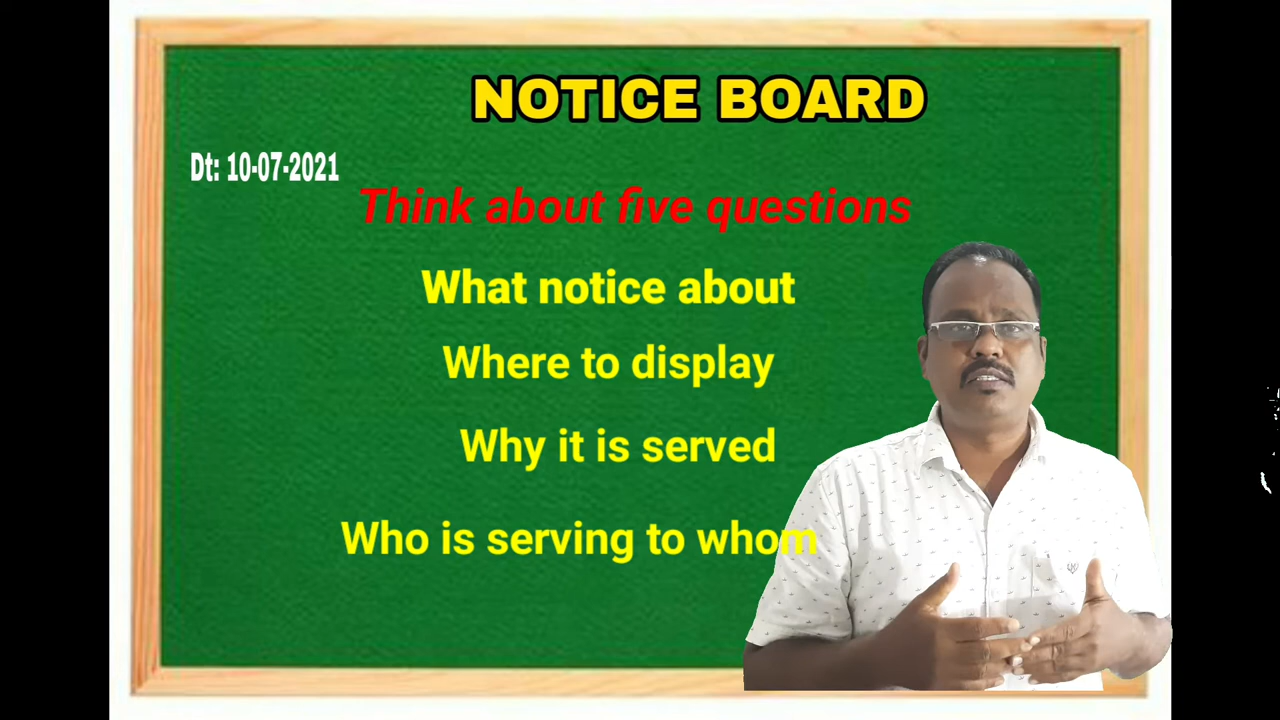 NOTICE BOARD
Dt: 10-07-2021
Think about five questions
What notice about
Where to display
Why it is served
Who is serving to whom